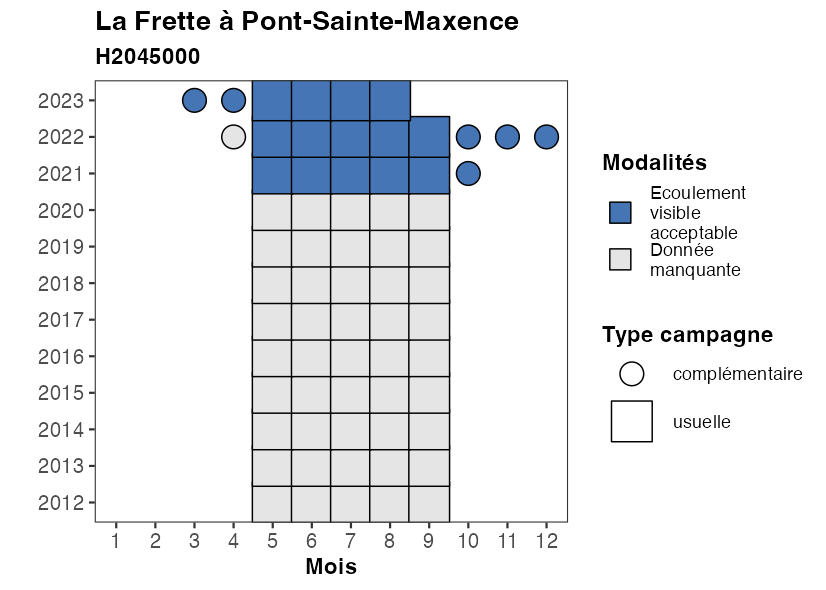 La Frette à Pont-Sainte-Maxence
H2045000
2023
2022
2021
2020
2019
2018
2017
2016
2015
2014
2013
2012
1 2 3 4 5 6 7 8 9 10 11 12
Mois
Modalités
Ecoulement
visible
acceptable
Donnée
manquante
Type campagne
complémentaire
usuelle